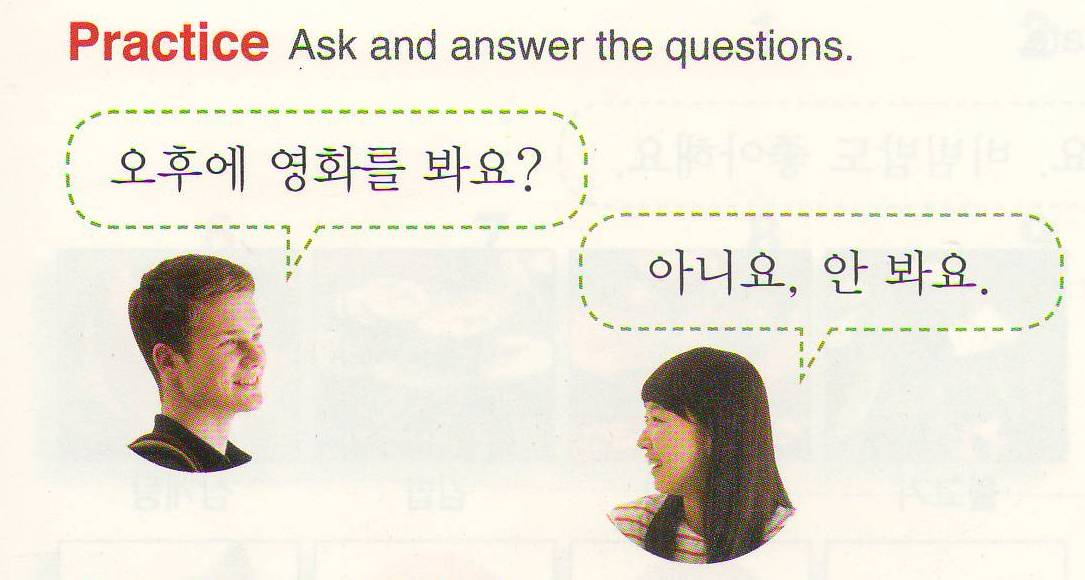 Practice Ask and answer the questions.
오후에 영화를 봐요?
아니요, 안 봐요.